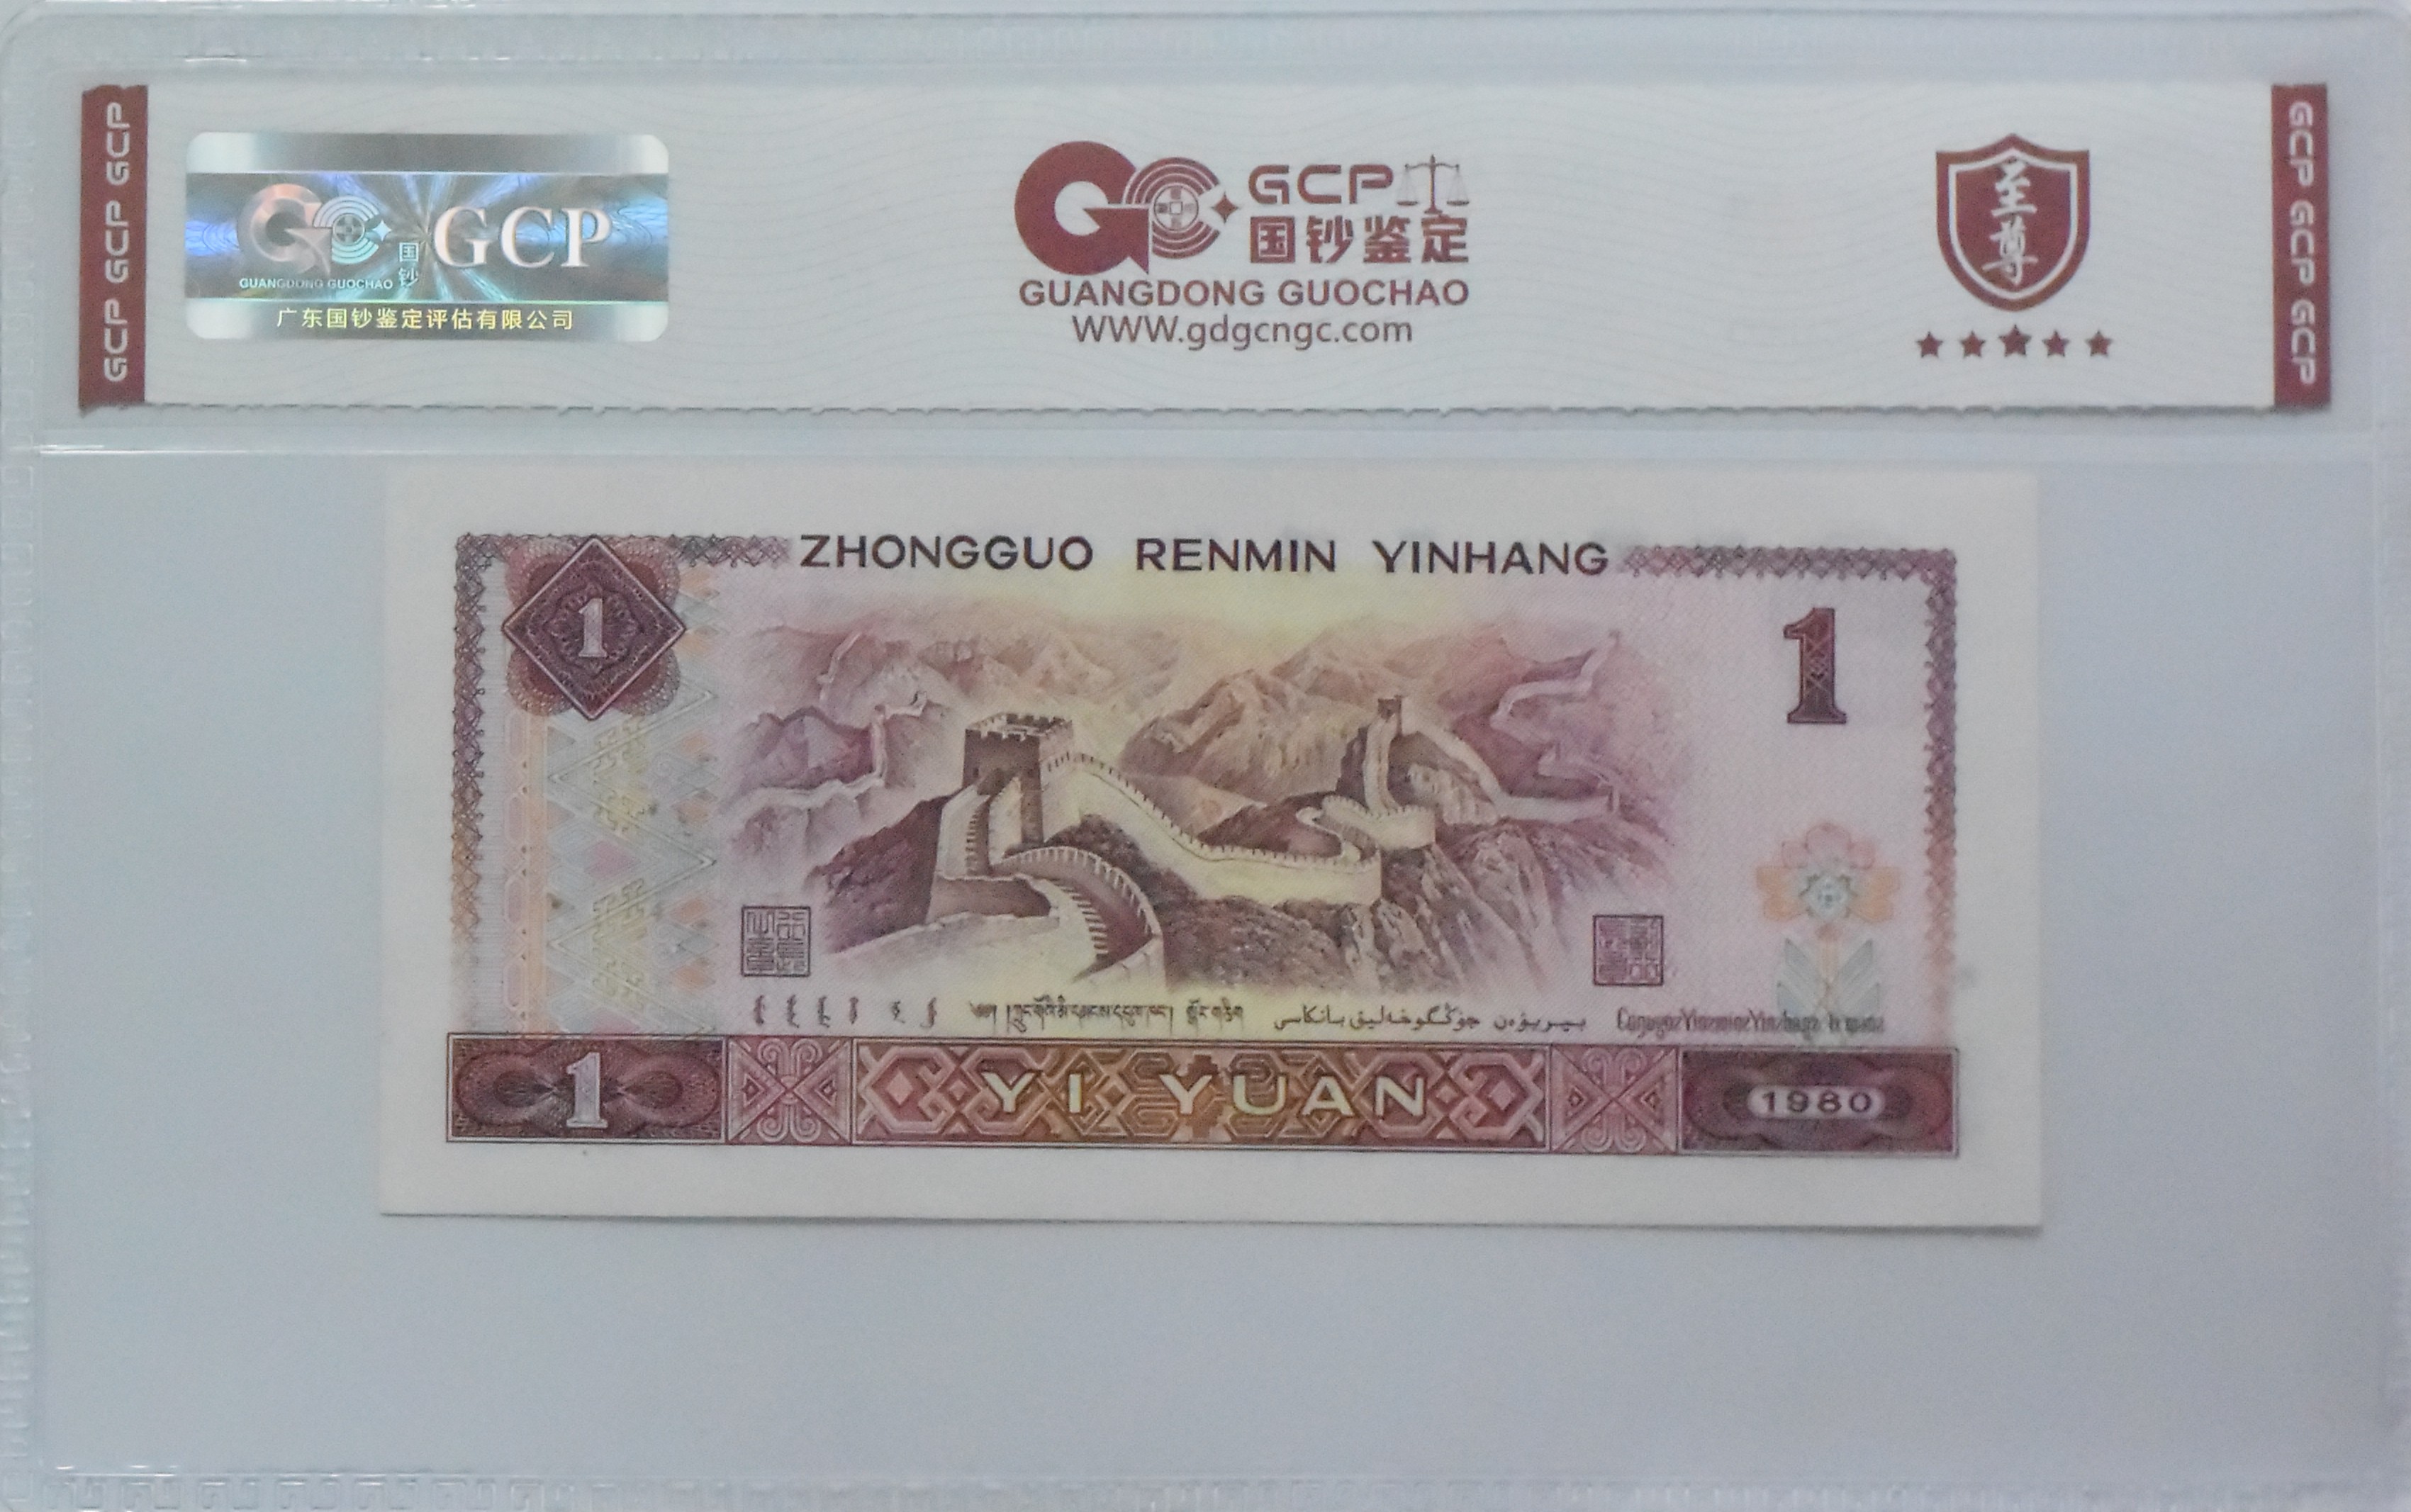 GCP GCP GCP
国钞
GCP
GUANGDONG GUOCHAO
广东国钞鉴定评估有限公司
GCP
国钞鉴定
GUANGDONG GUOCHAO
WWW.gdgcngc.com
至尊
GCP GCP GCP
ZHONGGUO RENMIN YINHANG
1
1
1
YI YUAN
1980